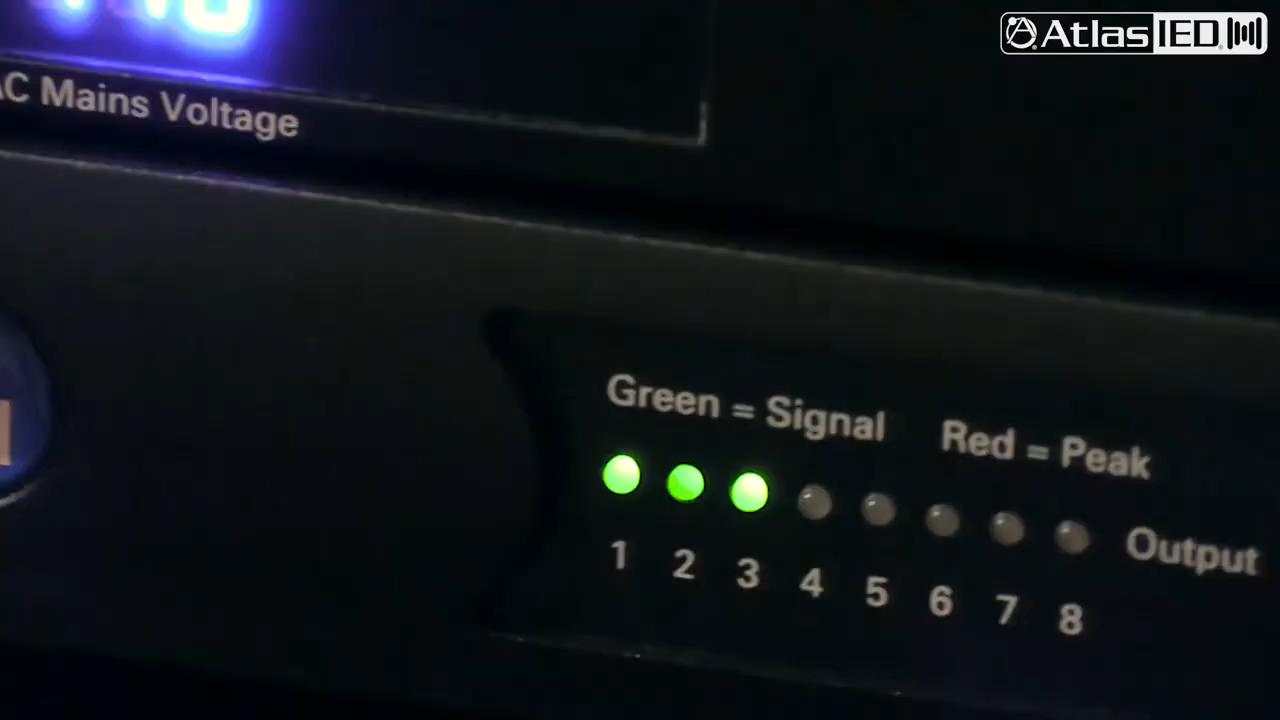 AtlasIED
AC Mains Voltage
Green = Signal Red = Peak
Output
1 2 3 4 5 6 7 8